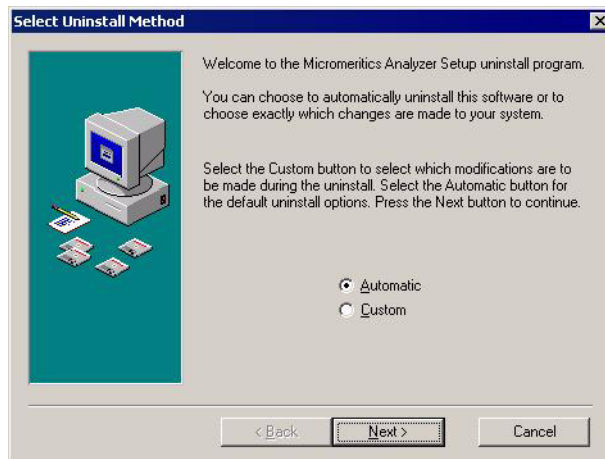 Select Uninstall Method
Welcome to the Micromeritics Analyzer Setup uninstall program.
You can choose to automatically uninstall this software or to
choose exactly which changes are made to your system.
Select the Custom button to select which modifications are to
be made during the uninstall. Select the Automatic button for
the default uninstall options. Press the Next button to continue.
Automatic
Custom
< Back
Next >
Cancel